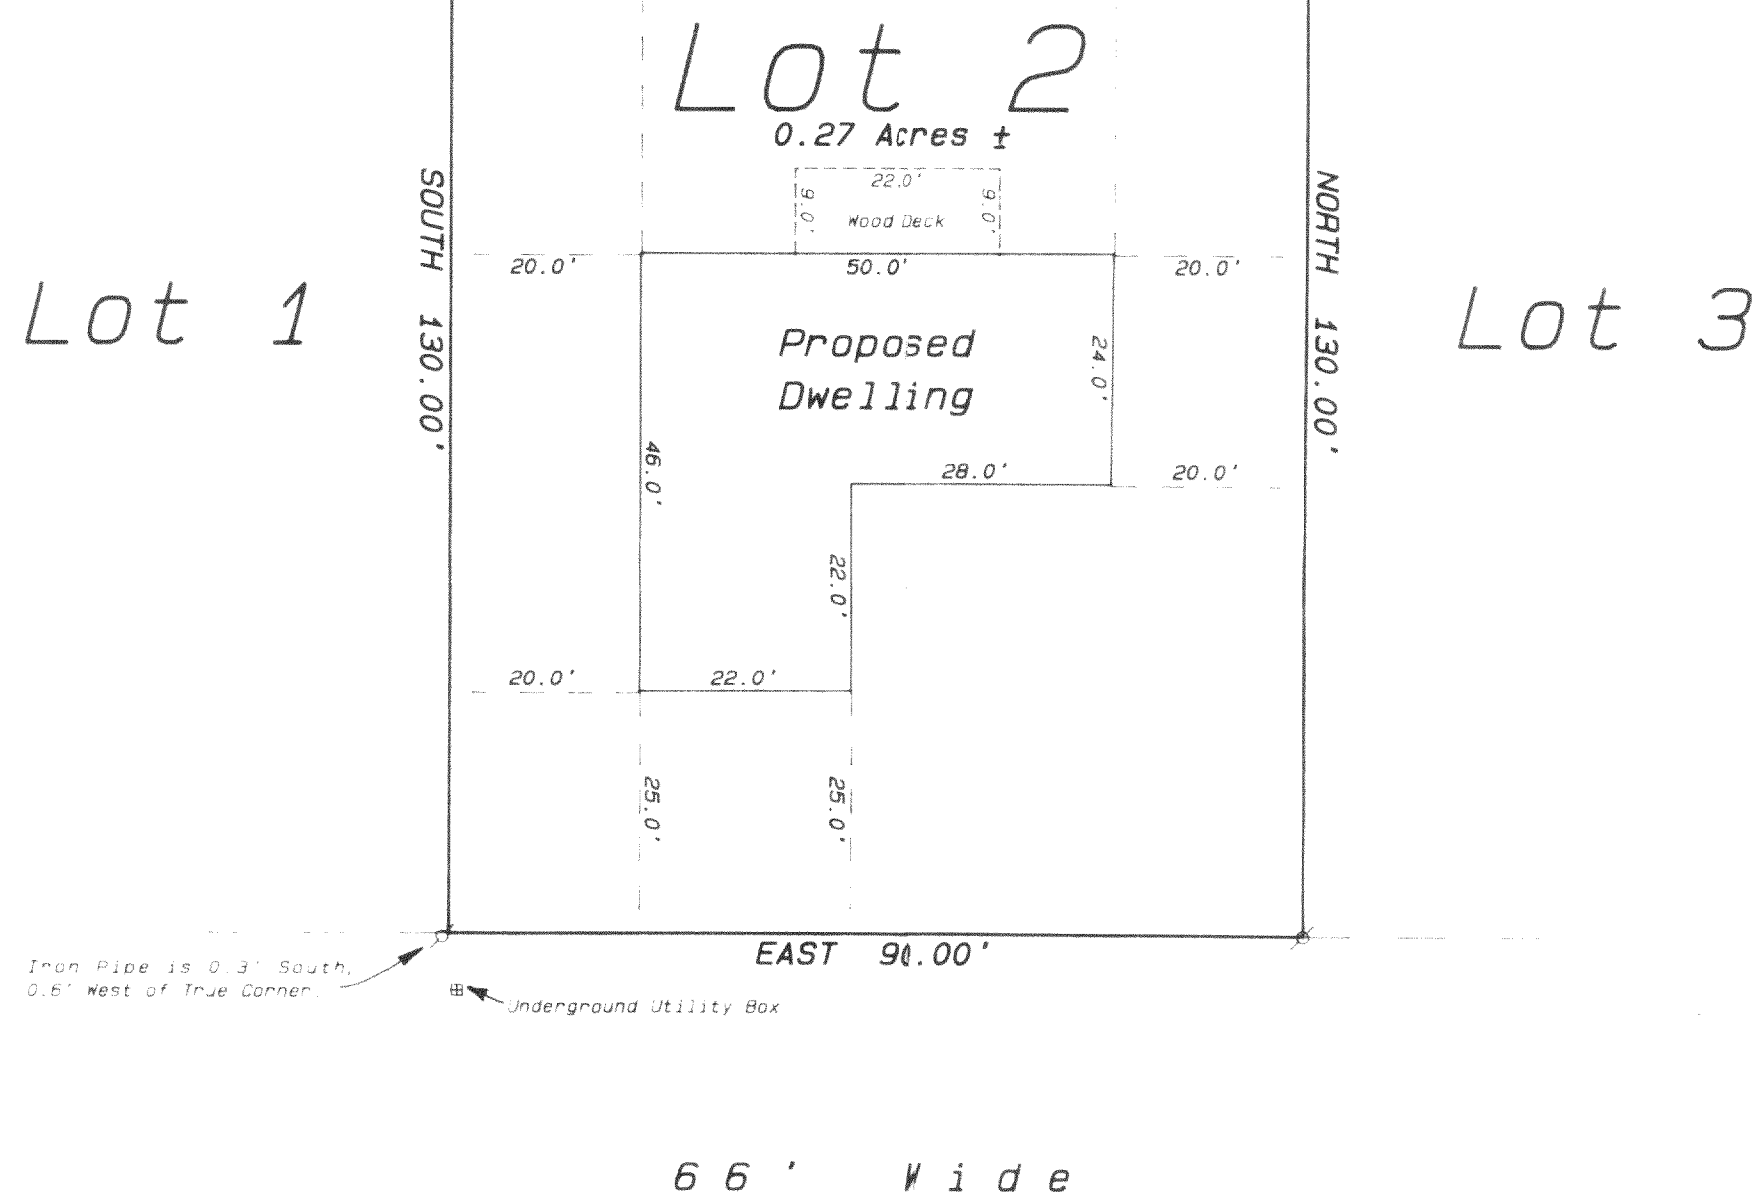 Lot 2
0.27 Acres ±
22.0'
9.0'
9.0'
Wood Deck
SOUTH 130.00'
NORTH 130.00'
20.0'
50.0'
20.0'
Lot 1
Lot 3
Proposed
Dwelling
24.0'
46.0'
28.0'
20.0'
22.0'
20.0'
22.0'
25.0'
25.0'
EAST 90.00'
Iron Pipe is 0.3' South,
0.6' West of True Corner.
Underground Utility Box
66' Wide